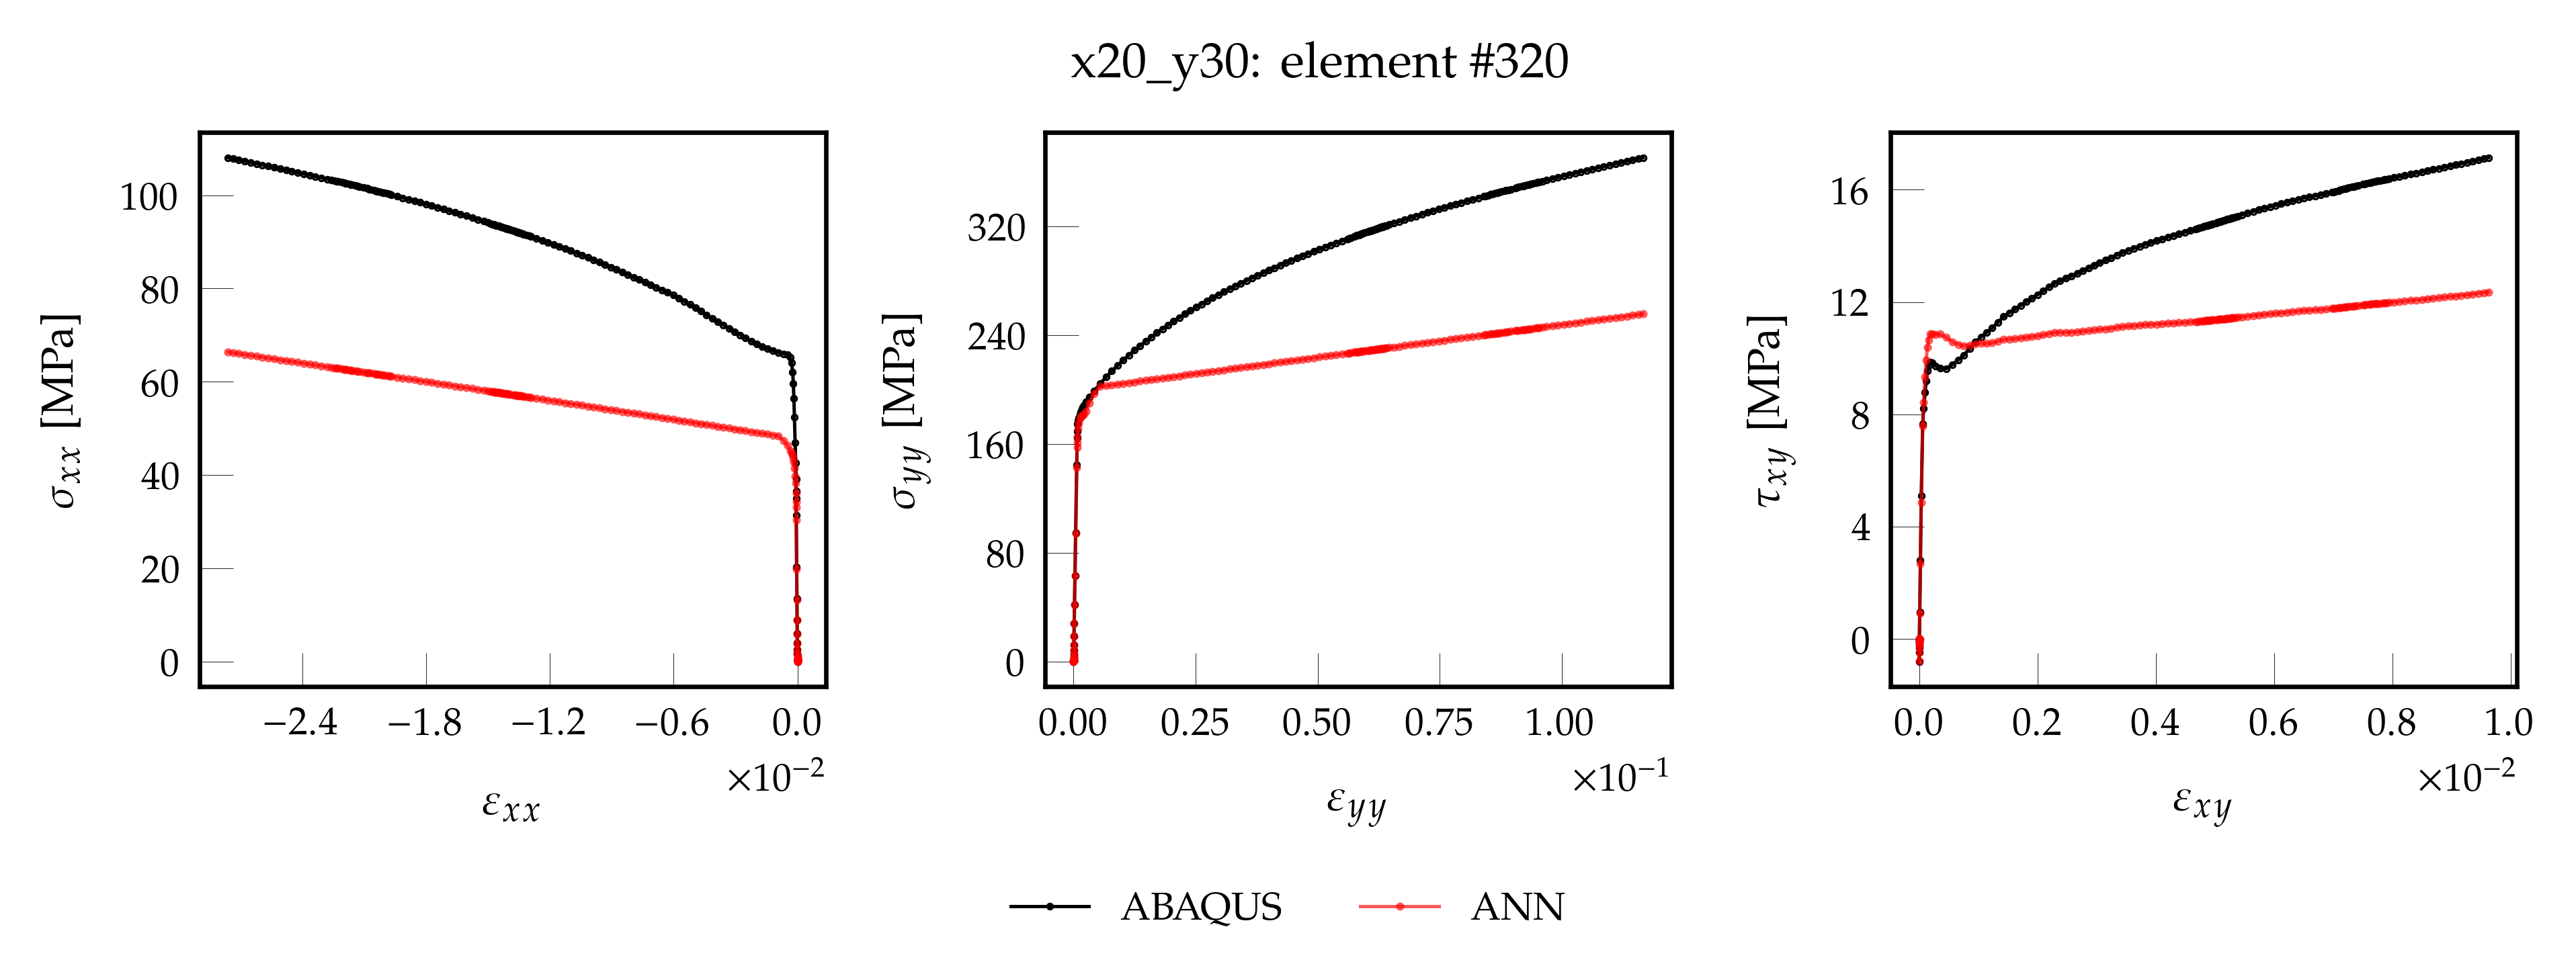 x20_y30: element #320
σxx [MPa]
100
80
60
40
20
0
−2.4 −1.8 −1.2 −0.6 0.0
×10−2
εxx
σyy [MPa]
320
240
160
80
0
0.00 0.25 0.50 0.75 1.00
×10−1
εyy
τxy [MPa]
16
12
8
4
0
0.0 0.2 0.4 0.6 0.8 1.0
×10−2
εxy
ABAQUS ANN